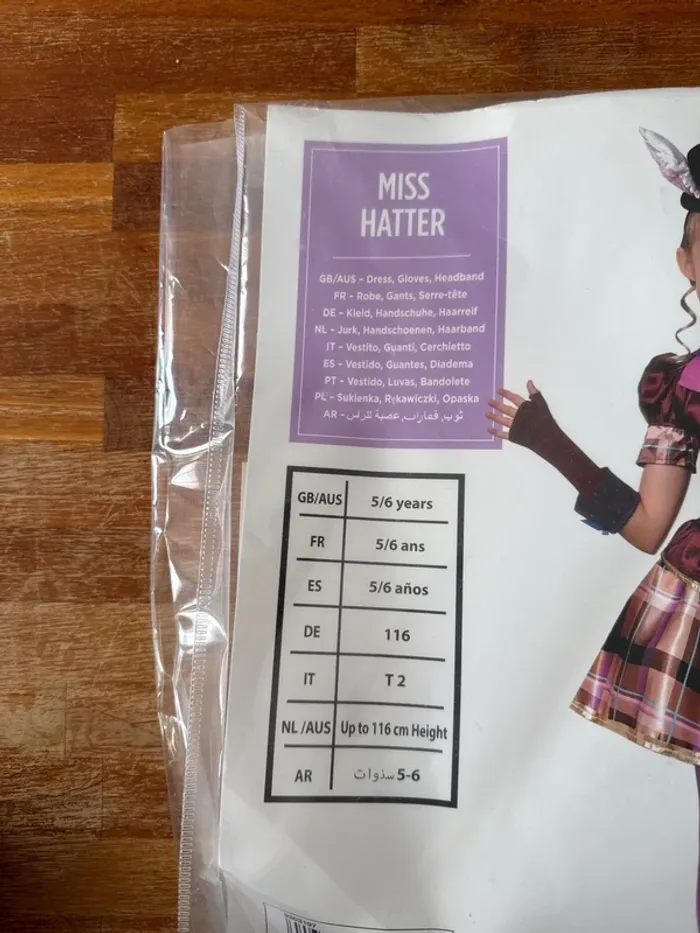 MISS
HATTER
GB/AUS – Dress, Gloves, Headband
FR – Robe, Gants, Serre-tête
DE – Kleid, Handschuhe, Haarreif
NL – Jurk, Handschoenen, Haarband
IT – Vestito, Guanti, Cerchietto
ES – Vestido, Guantes, Diadema
PT – Vestido, Luvas, Bandolete
PL – Sukienka, Rękawiczki, Opaska
AR – ثوب, قفازات, عصبة للرأس
GB/AUS 5/6 years
FR 5/6 ans
ES 5/6 años
DE 116
IT T 2
NL /AUS Up to 116 cm Height
AR 5-6 سنوات